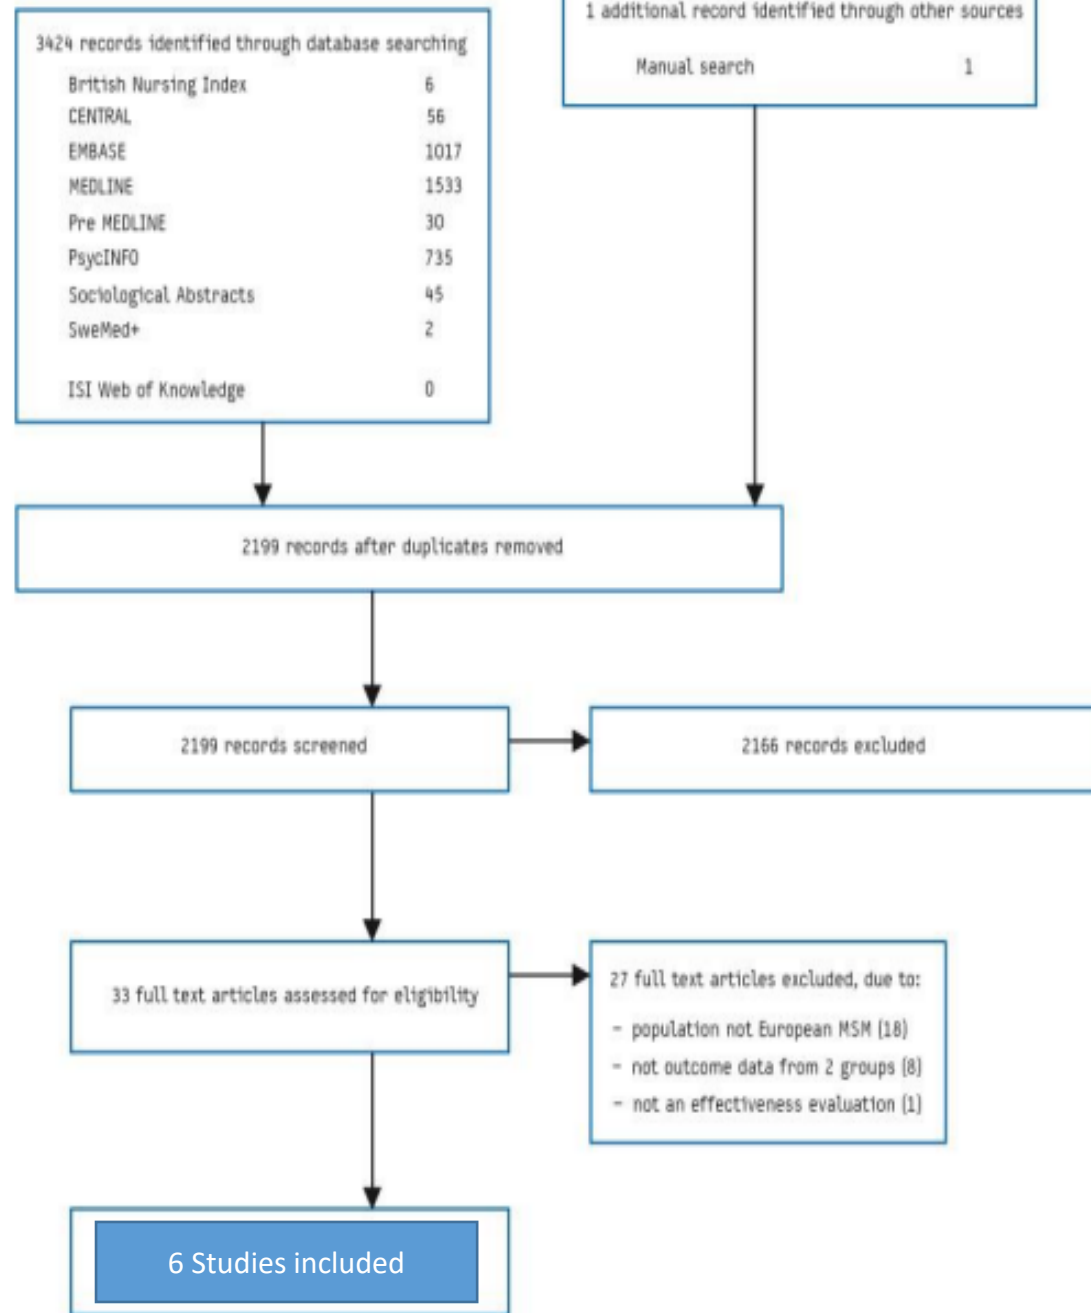 3424 records identified through database searching
British Nursing Index 6
CENTRAL 56
EMBASE 1017
MEDLINE 1533
Pre MEDLINE 30
PsycINFO 735
Sociological Abstracts 45
SweMed+ 2
ISI Web of Knowledge 0
1 additional record identified through other sources
Manual search 1
2199 records after duplicates removed
2199 records screened
2166 records excluded
33 full text articles assessed for eligibility
27 full text articles excluded, due to:
- population not European MSM (18)
- not outcome data from 2 groups (8)
- not an effectiveness evaluation (1)
6 Studies included